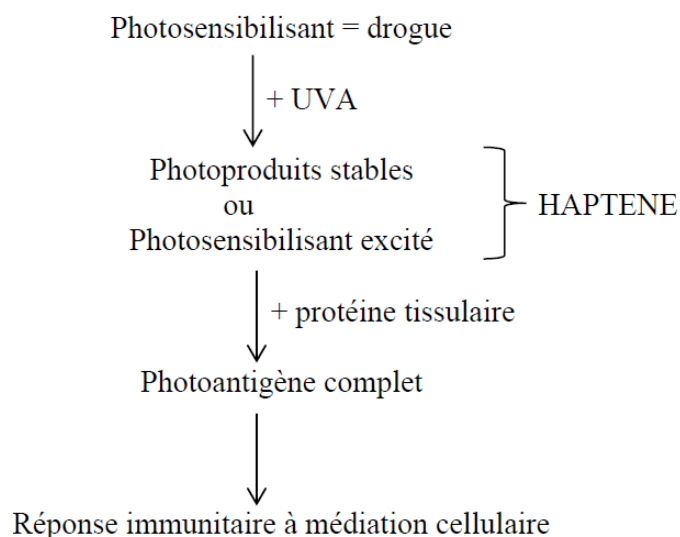 Photosensibilisant = drogue
+ UVA
Photoproduits stables
ou
Photosensibilisant excité
HAPTENE
+ protéine tissulaire
Photoantigène complet
Réponse immunitaire à médiation cellulaire